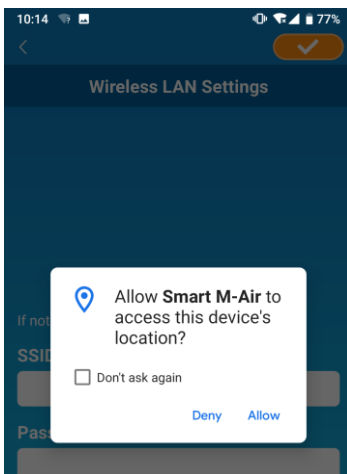 10:14
77%
Wireless LAN Settings
Allow Smart M-Air to
access this device's
location?
If not
Don't ask again
SSID
Deny Allow
Pass